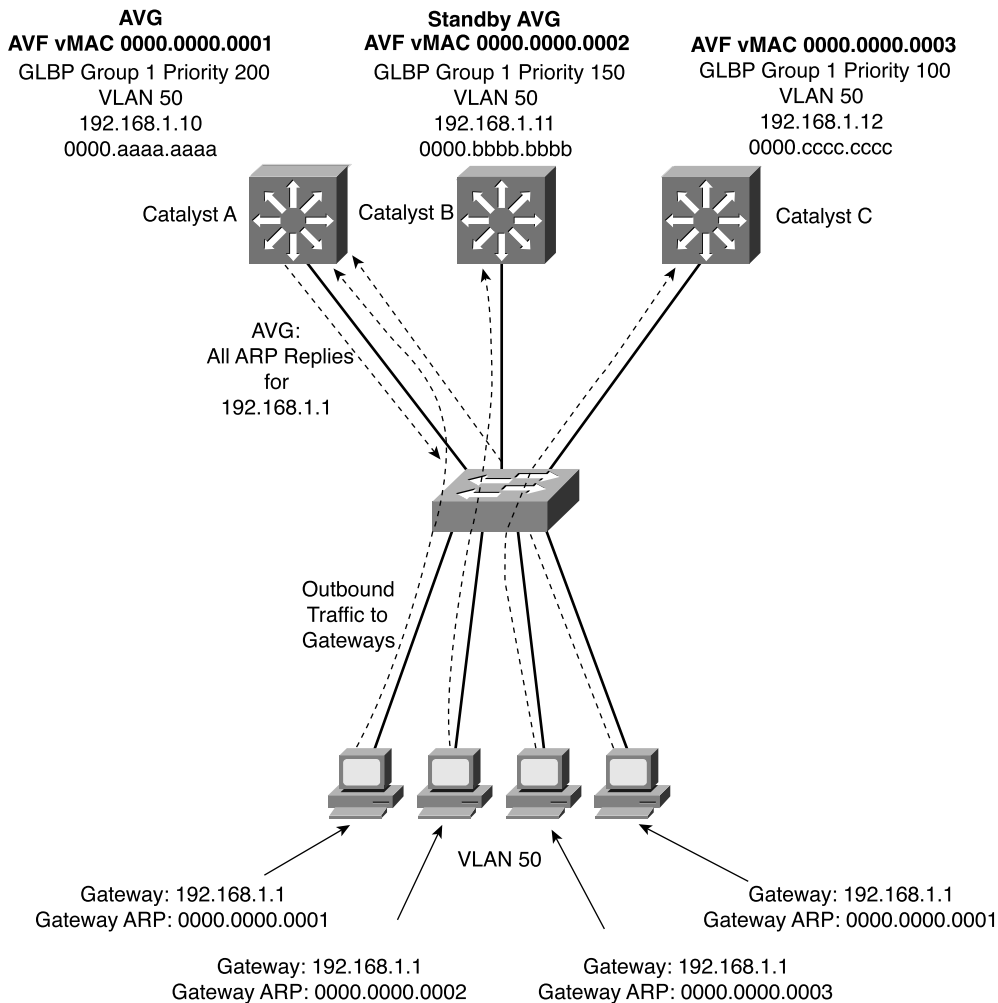 AVG
AVF vMAC 0000.0000.0001
GLBP Group 1 Priority 200
VLAN 50
192.168.1.10
0000.aaaa.aaaa
Standby AVG
AVF vMAC 0000.0000.0002
GLBP Group 1 Priority 150
VLAN 50
192.168.1.11
0000.bbbb.bbbb
AVF vMAC 0000.0000.0003
GLBP Group 1 Priority 100
VLAN 50
192.168.1.12
0000.cccc.cccc
Catalyst A
Catalyst B
Catalyst C
AVG:
All ARP Replies
for
192.168.1.1
Outbound
Traffic to
Gateways
VLAN 50
Gateway: 192.168.1.1
Gateway ARP: 0000.0000.0001
Gateway: 192.168.1.1
Gateway ARP: 0000.0000.0002
Gateway: 192.168.1.1
Gateway ARP: 0000.0000.0003
Gateway: 192.168.1.1
Gateway ARP: 0000.0000.0001